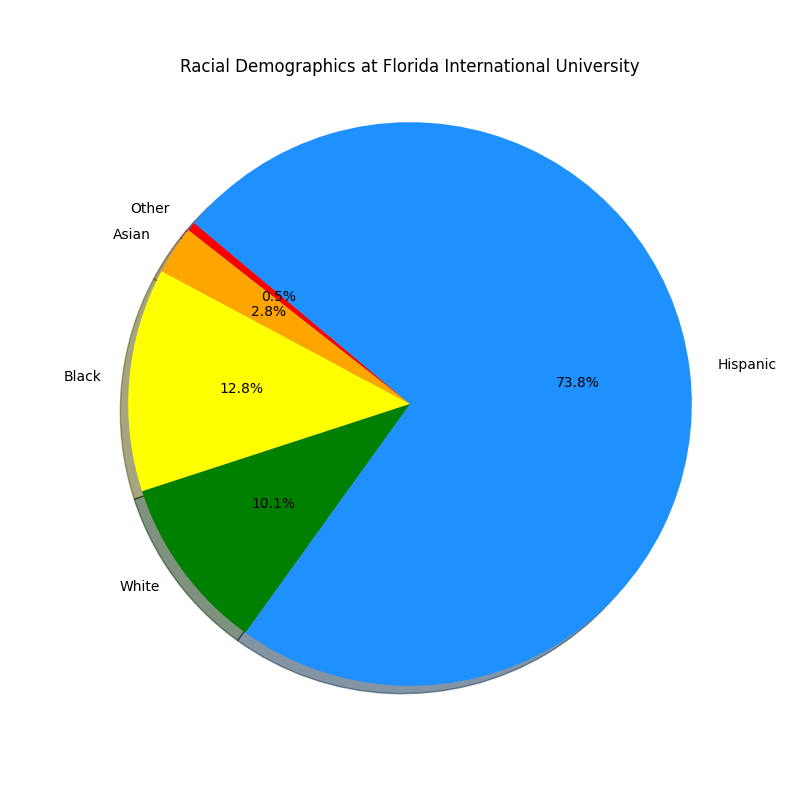 Racial Demographics at Florida International University
Other
Asian
0.5%
2.8%
Hispanic
73.8%
Black
12.8%
10.1%
White